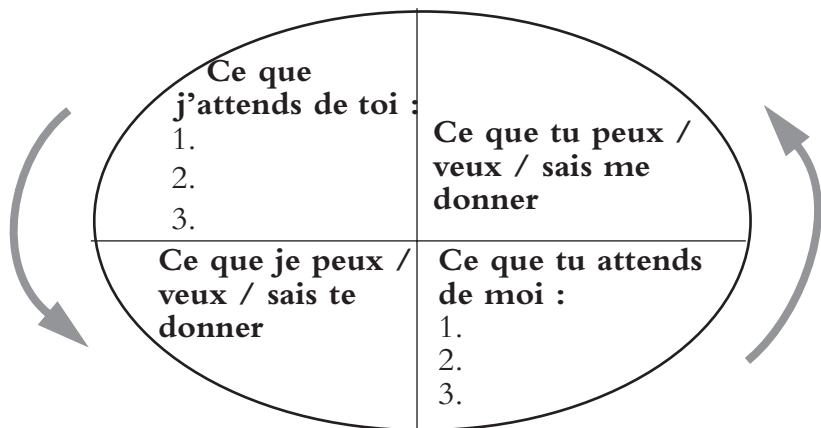 Ce que
j’attends de toi :
1.
2.
3.
Ce que tu peux /
veux / sais me
donner
Ce que je peux /
veux / sais te
donner
Ce que tu attends
de moi :
1.
2.
3.